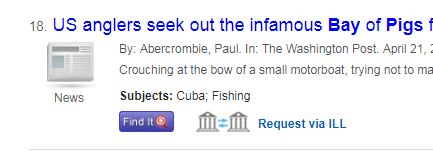 18. US anglers seek out the infamous Bay of Pigs f
By: Abercrombie, Paul. In: The Washington Post. April 21, 2
Crouching at the bow of a small motorboat, trying not to ma
News
Subjects: Cuba; Fishing
Find It Request via ILL